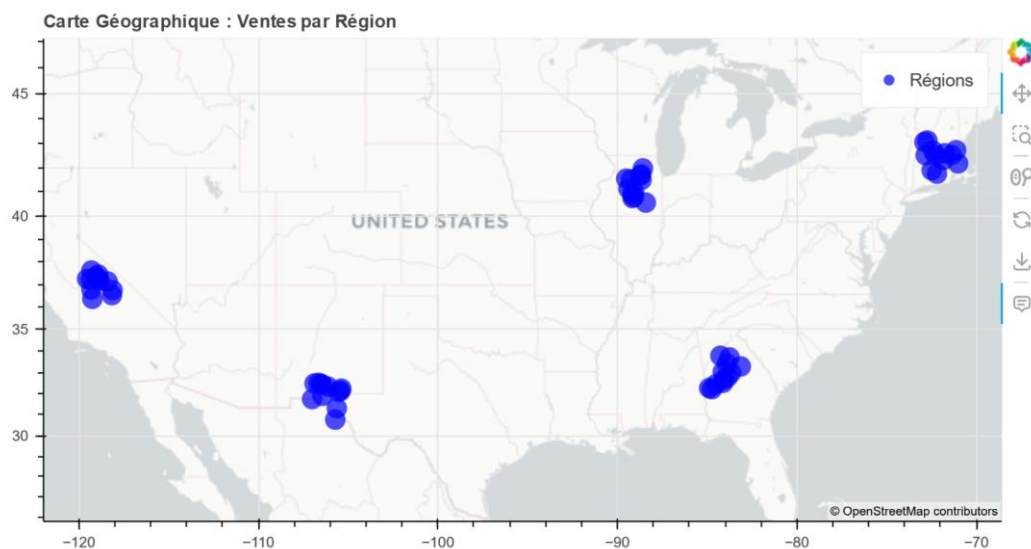 Carte Géographique : Ventes par Région
Régions
45
40
35
30
UNITED STATES
© OpenStreetMap contributors
−120
−110
−100
−90
−80
−70